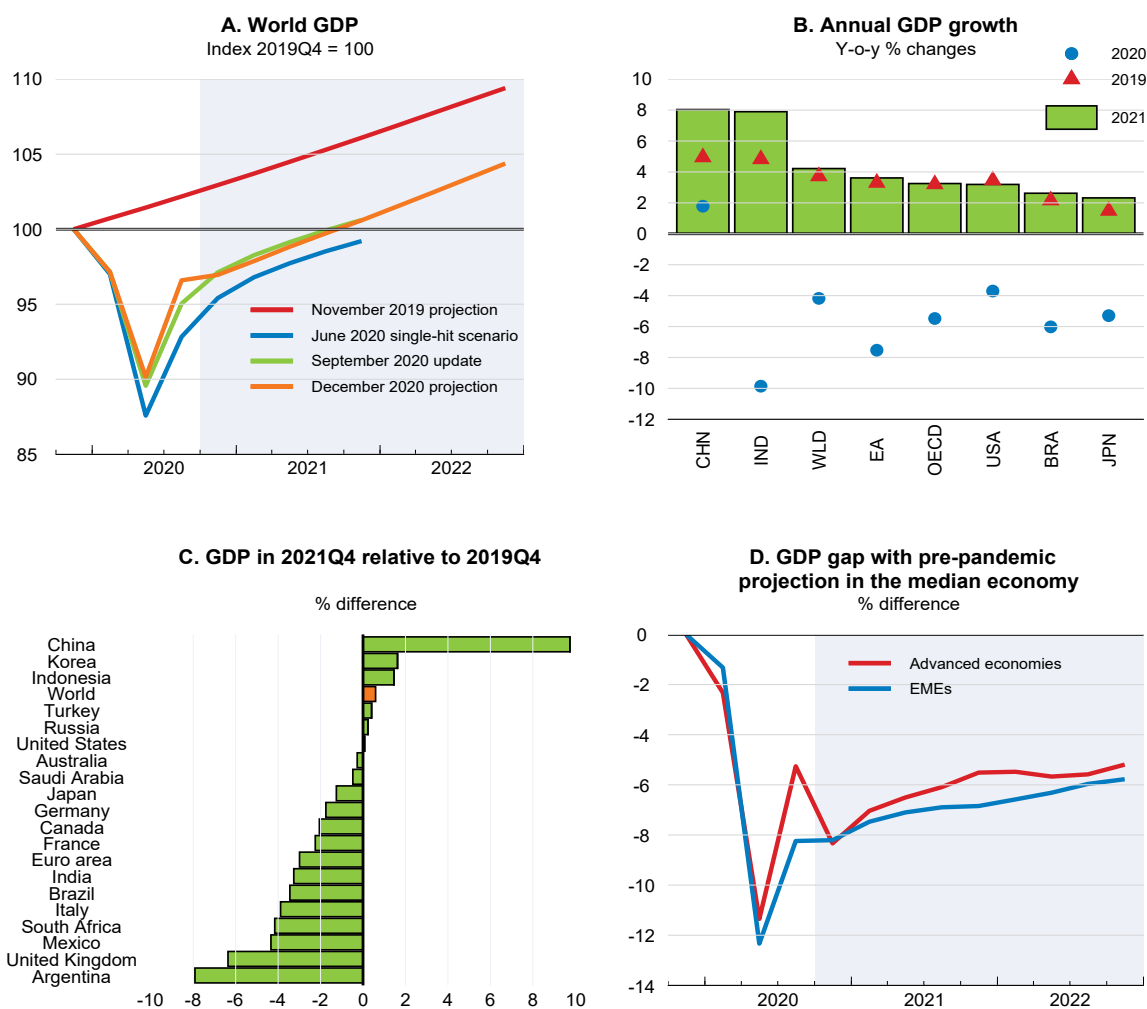 A. World GDP
Index 2019Q4 = 100
110
105
100
95
90
85
2020
2021
2022
November 2019 projection
June 2020 single-hit scenario
September 2020 update
December 2020 projection
B. Annual GDP growth
Y-o-y % changes
2020
2019
2021
10
8
6
4
2
0
-2
-4
-6
-8
-10
-12
CHN
IND
WLD
EA
OECD
USA
BRA
JPN
C. GDP in 2021Q4 relative to 2019Q4
% difference
China
Korea
Indonesia
World
Turkey
Russia
United States
Australia
Saudi Arabia
Japan
Germany
Canada
France
Euro area
India
Brazil
Italy
South Africa
Mexico
United Kingdom
Argentina
-10
-8
-6
-4
-2
0
2
4
6
8
10
D. GDP gap with pre-pandemic
projection in the median economy
% difference
0
-2
-4
-6
-8
-10
-12
-14
Advanced economies
EMEs
2020
2021
2022